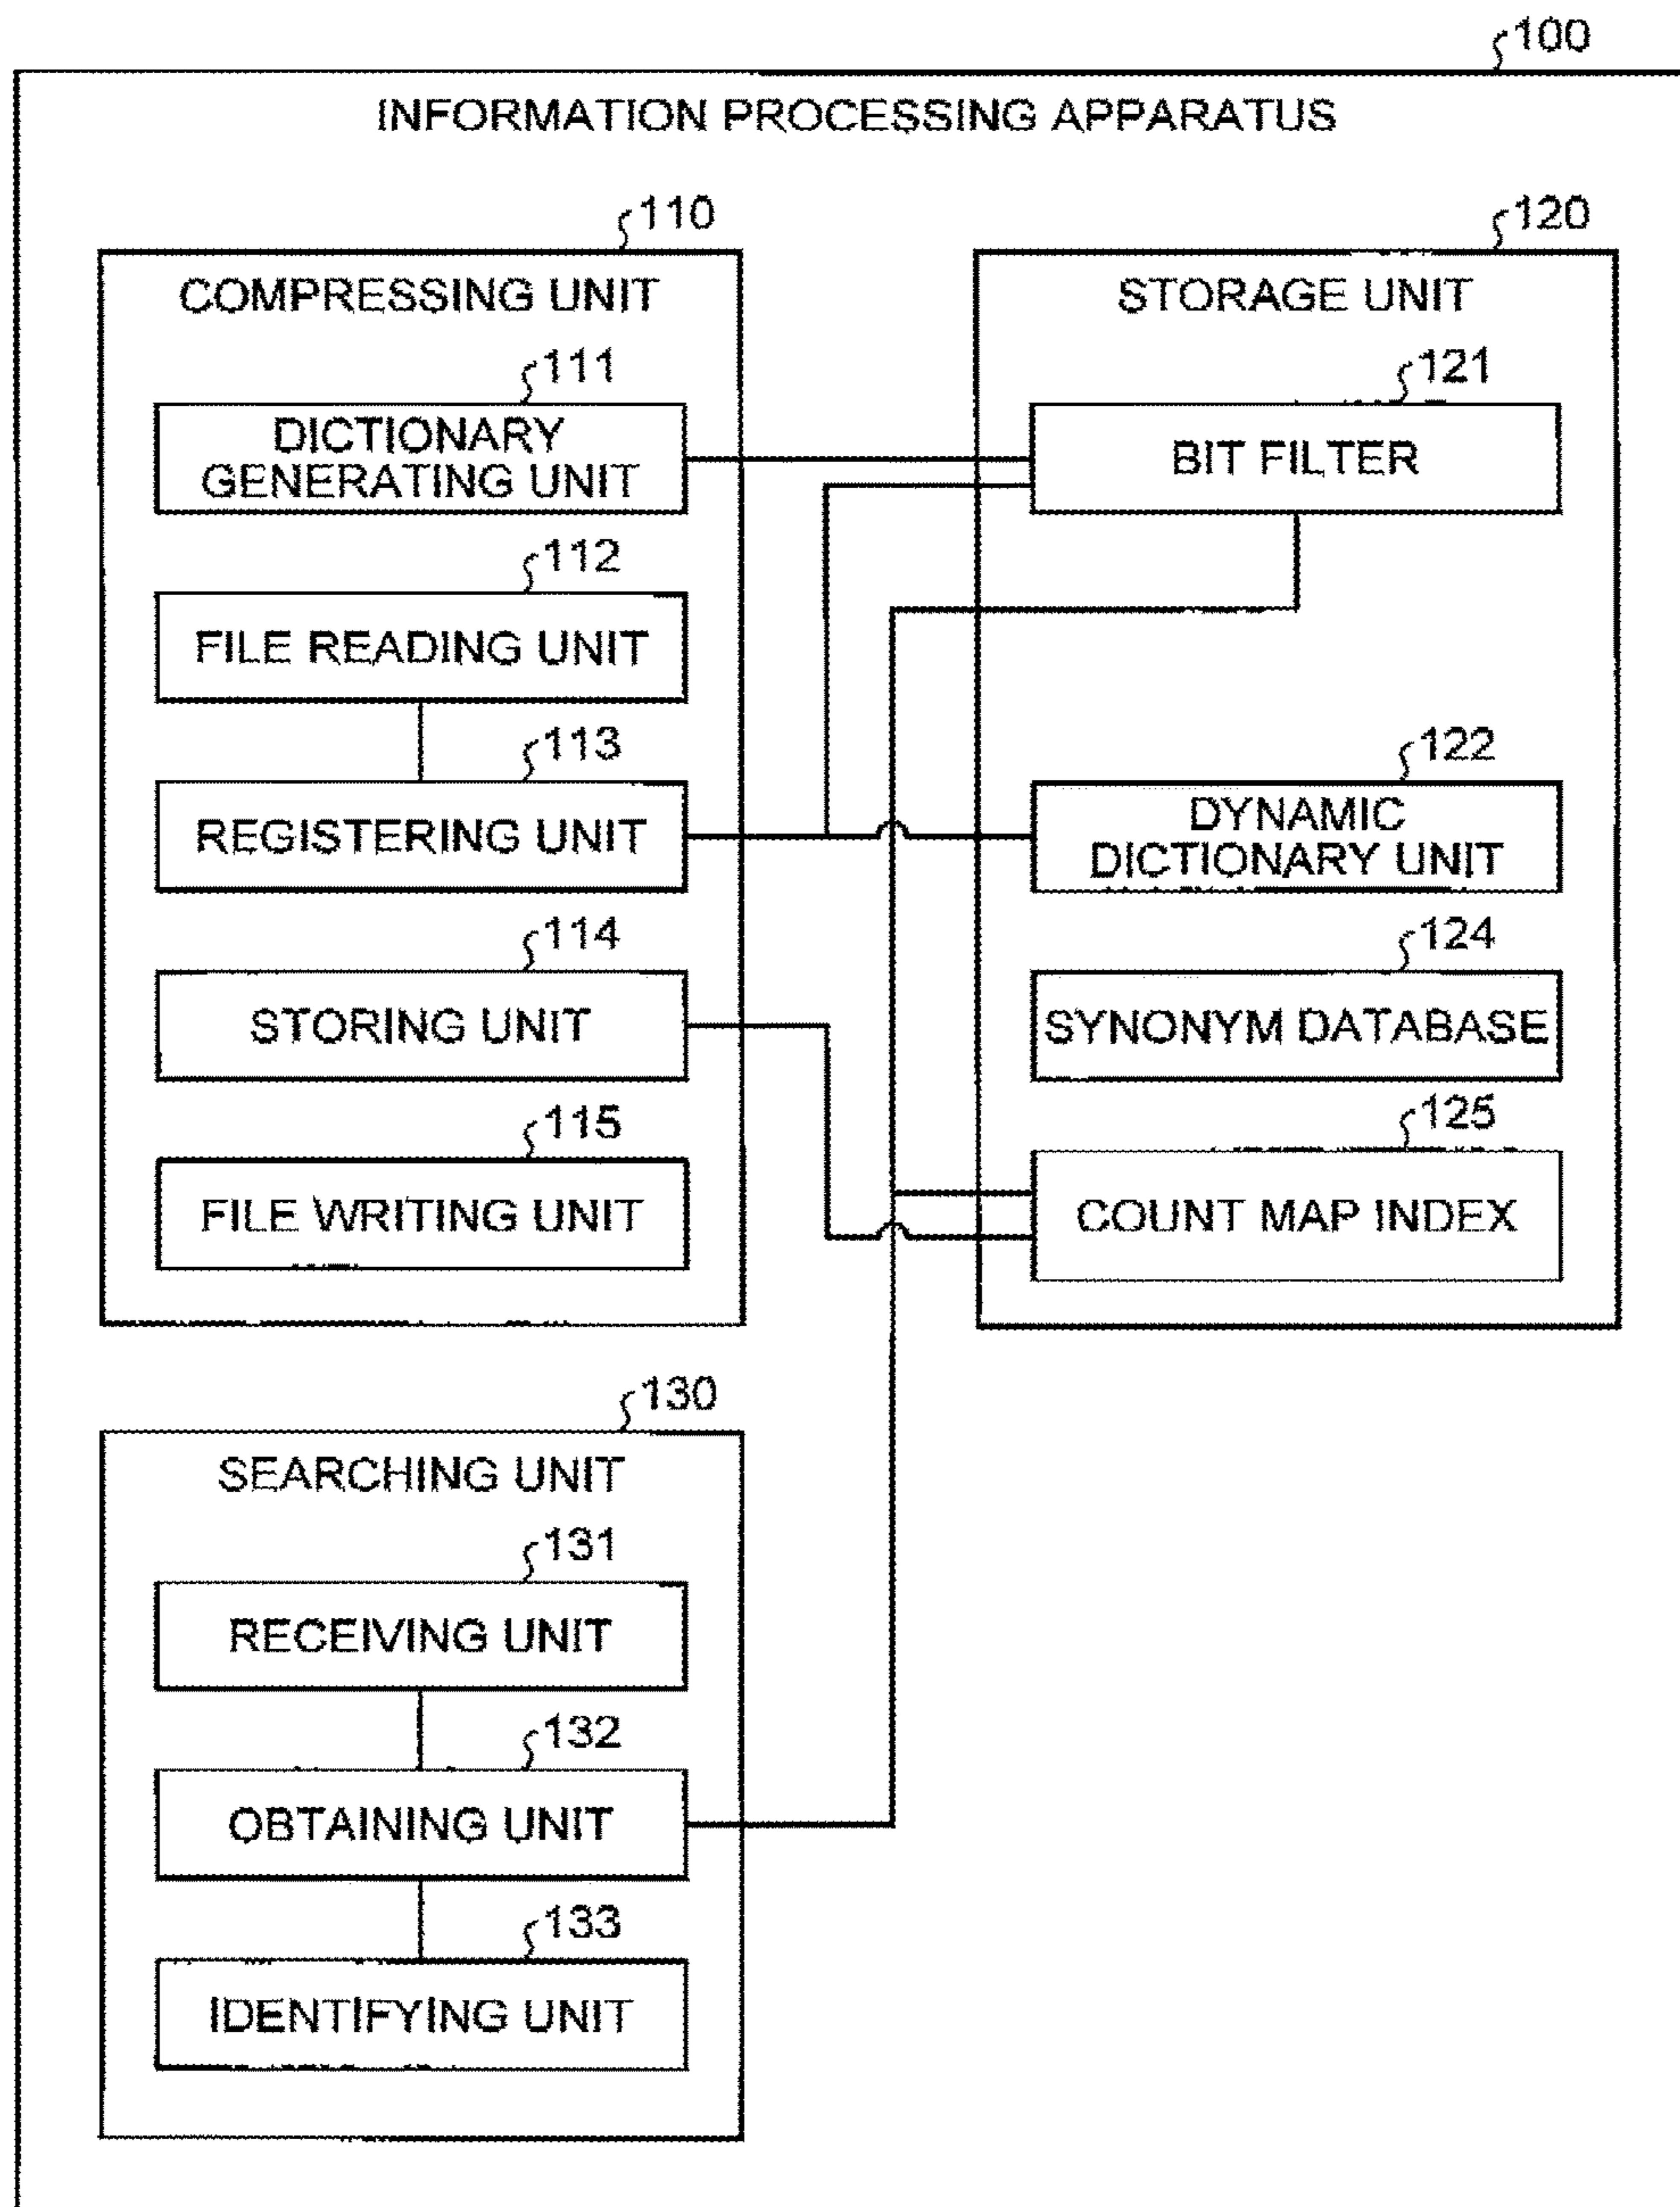 100
INFORMATION PROCESSING APPARATUS
110
COMPRESSING UNIT
111
DICTIONARY
GENERATING UNIT
112
FILE READING UNIT
113
REGISTERING UNIT
114
STORING UNIT
115
FILE WRITING UNIT
120
STORAGE UNIT
121
BIT FILTER
122
DYNAMIC
DICTIONARY UNIT
124
SYNONYM DATABASE
125
COUNT MAP INDEX
130
SEARCHING UNIT
131
RECEIVING UNIT
132
OBTAINING UNIT
133
IDENTIFYING UNIT